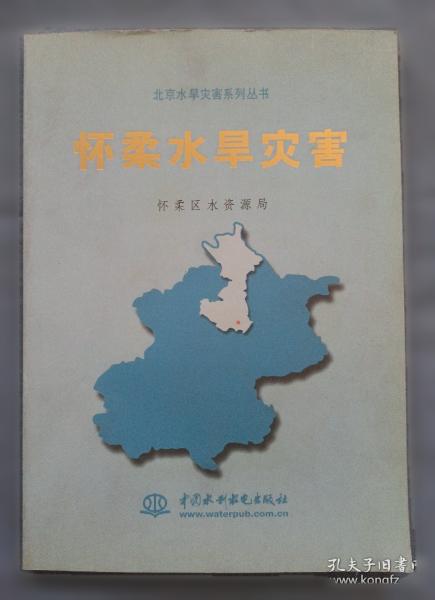 北京水旱灾害系列丛书
怀柔水旱灾害
怀柔区水资源局
中国水利水电出版社
www.waterpub.com.cn
孔夫子旧书
www.kongfz